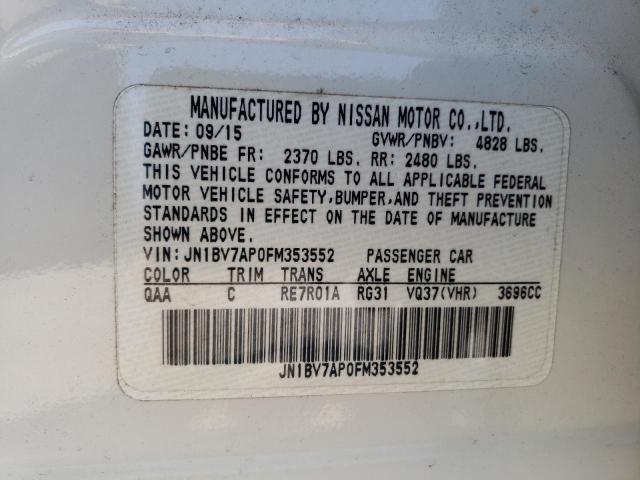 MANUFACTURED BY NISSAN MOTOR CO.,LTD.
DATE: 09/15 GVWR/PNBV: 4828 LBS.
GAWR/PNBE FR: 2370 LBS. RR: 2480 LBS.
THIS VEHICLE CONFORMS TO ALL APPLICABLE FEDERAL
MOTOR VEHICLE SAFETY,BUMPER,AND THEFT PREVENTION
STANDARDS IN EFFECT ON THE DATE OF MANUFACTURE
SHOWN ABOVE.
VIN:JN1BV7AP0FM353552 PASSENGER CAR
COLOR TRIM TRANS AXLE ENGINE
QAA C RE7R01A RG31 VQ37(VHR) 3696CC
JN1BV7AP0FM353552